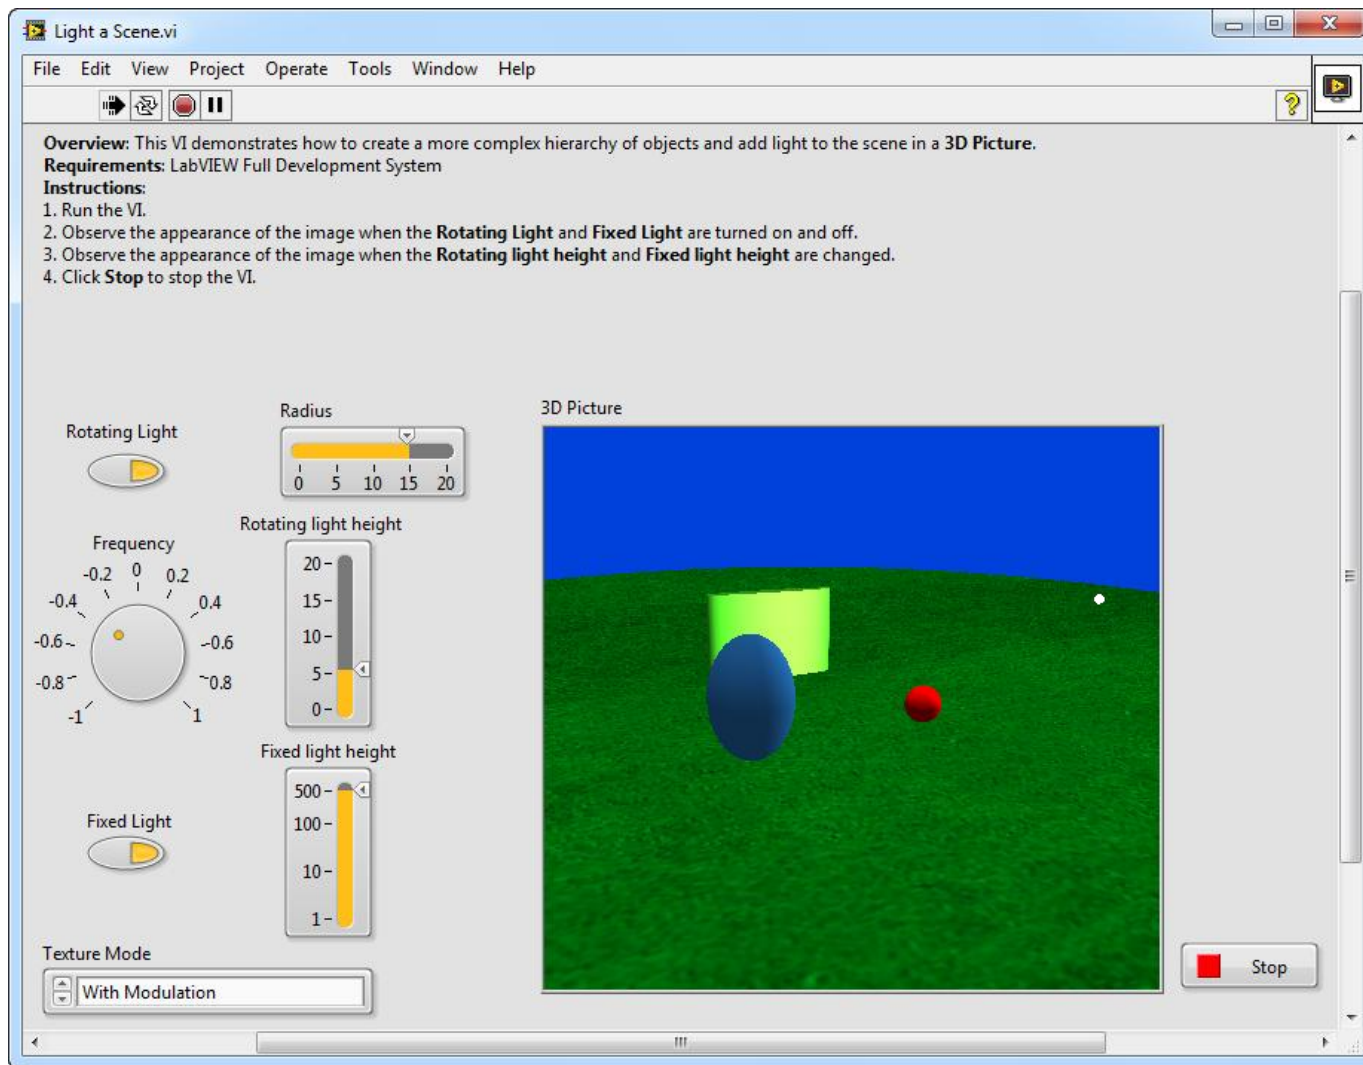 Light a Scene.vi
File Edit View Project Operate Tools Window Help
Overview: This VI demonstrates how to create a more complex hierarchy of objects and add light to the scene in a 3D Picture.
Requirements: LabVIEW Full Development System
Instructions:
1. Run the VI.
2. Observe the appearance of the image when the Rotating Light and Fixed Light are turned on and off.
3. Observe the appearance of the image when the Rotating light height and Fixed light height are changed.
4. Click Stop to stop the VI.
Rotating Light
Radius
0 5 10 15 20
3D Picture
Frequency
-1 -0.8 -0.6 -0.4 -0.2 0 0.2 0.4 0.6 0.8 1
Rotating light height
20
15
10
5
0
Fixed Light
Fixed light height
500
100
10
1
Texture Mode
With Modulation
Stop